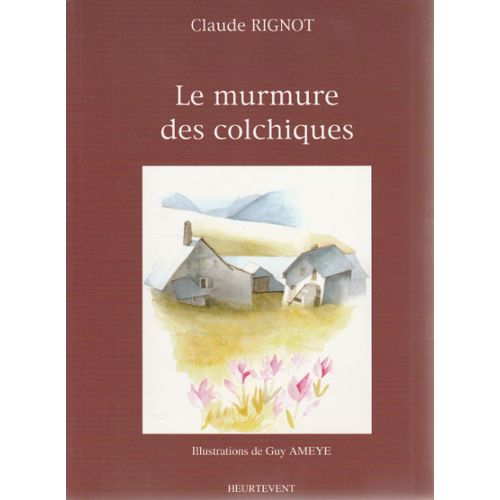 Claude RIGNOT
Le murmure
des colchiques
Illustrations de Guy AMEYE
HEURTEVENT